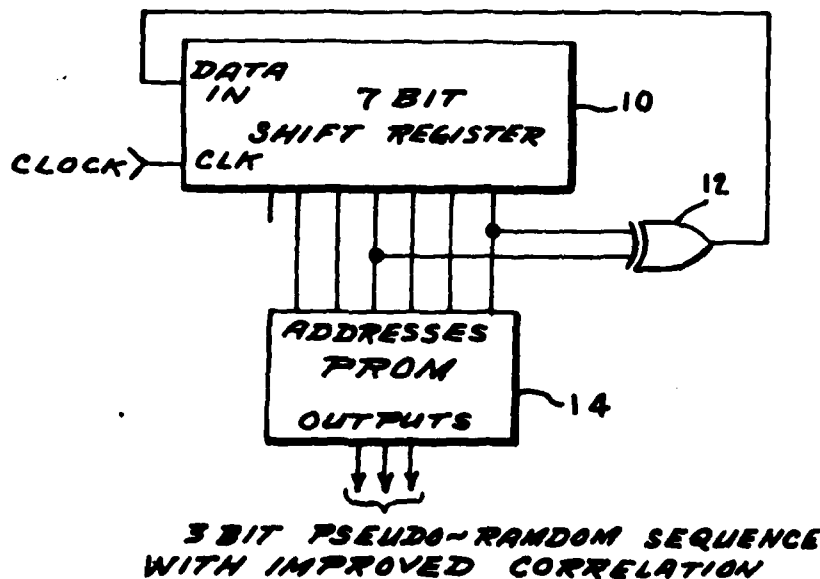 DATA
IN
7 BIT
SHIFT REGISTER
10
CLOCK
CLK
12
ADDRESSES
PROM
OUTPUTS
14
3 BIT PSEUDO~RAMDOM SEQUENCE
WITH IMPROVED CORRELATION